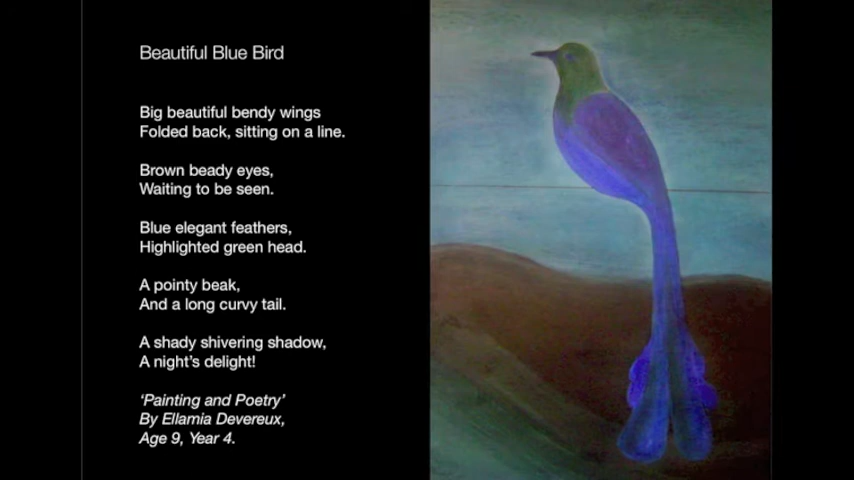 Beautiful Blue Bird
Big beautiful bendy wings
Folded back, sitting on a line.
Brown beady eyes,
Waiting to be seen.
Blue elegant feathers,
Highlighted green head.
A pointy beak,
And a long curvy tail.
A shady shivering shadow,
A night's delight!
‘Painting and Poetry’
By Ellamia Devereux,
Age 9, Year 4.